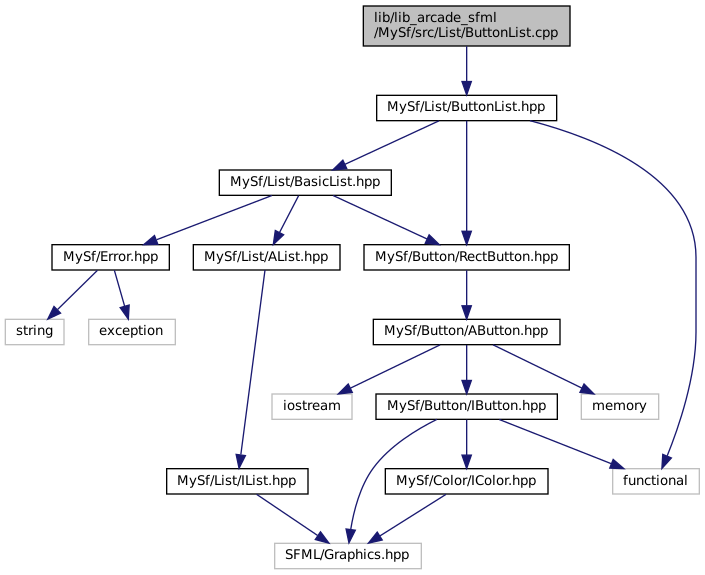 lib/lib_arcade_sfml
/MySf/src/List/ButtonList.cpp
MySf/List/ButtonList.hpp
MySf/List/BasicList.hpp
MySf/Error.hpp
MySf/List/AList.hpp
MySf/Button/RectButton.hpp
string
exception
MySf/Button/AButton.hpp
iostream
MySf/Button/IButton.hpp
memory
MySf/List/IList.hpp
MySf/Color/IColor.hpp
functional
SFML/Graphics.hpp